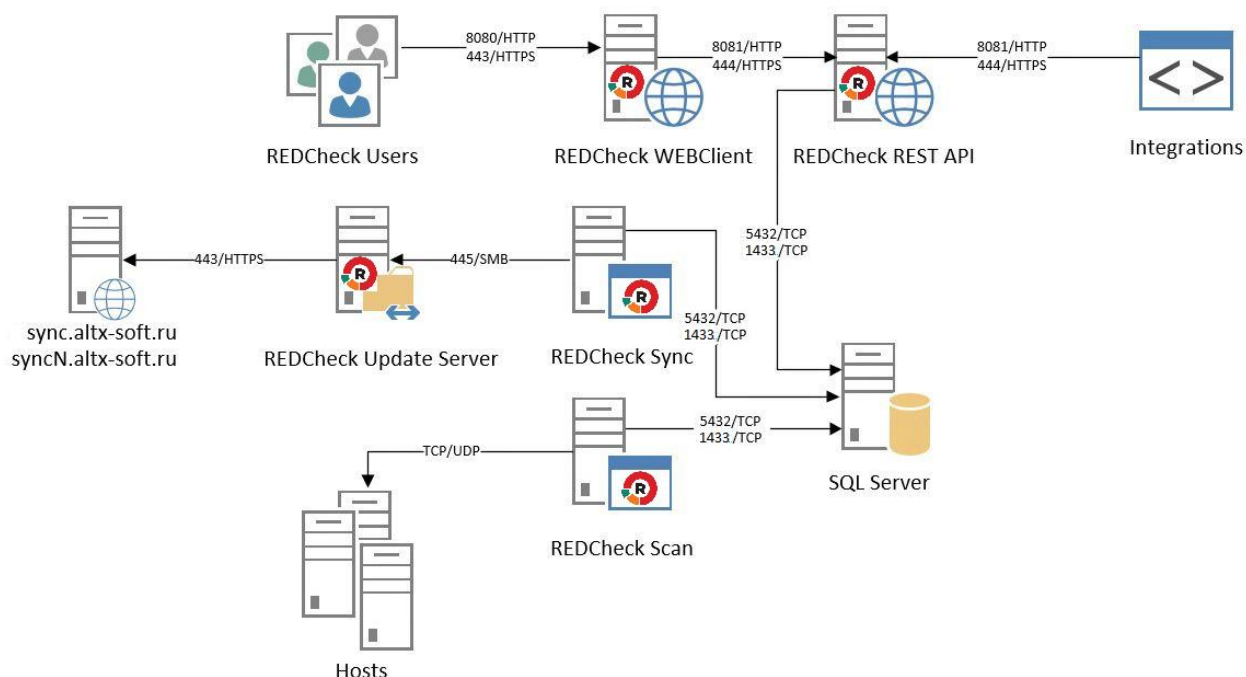 8080/HTTP
443/HTTPS
8081/HTTP
444/HTTPS
8081/HTTP
444/HTTPS
R
R
REDCheck Users
REDCheck WEBClient
REDCheck REST API
Integrations
5432/TCP
1433/TCP
443/HTTPS
445/SMB
R
R
sync.altx-soft.ru
syncN.altx-soft.ru
REDCheck Update Server
REDCheck Sync
5432/TCP
1433/TCP
5432/TCP
1433/TCP
TCP/UDP
R
SQL Server
REDCheck Scan
Hosts